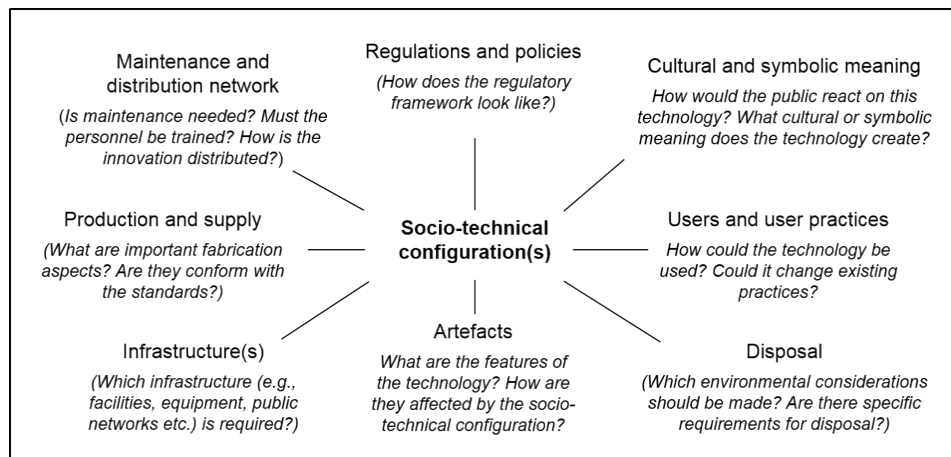 Maintenance and
distribution network
(Is maintenance needed? Must the
personnel be trained? How is the
innovation distributed?)
Regulations and policies
(How does the regulatory
framework look like?)
Cultural and symbolic meaning
How would the public react on this
technology? What cultural or symbolic
meaning does the technology create?
Production and supply
(What are important fabrication
aspects? Are they conform with
the standards?)
Socio-technical
configuration(s)
Users and user practices
How could the technology be
used? Could it change existing
practices?
Infrastructure(s)
(Which infrastructure (e.g.,
facilities, equipment, public
networks etc.) is required?)
Artefacts
What are the features of
the technology? How are
they affected by the socio-
technical configuration?
Disposal
(Which environmental considerations
should be made? Are there specific
requirements for disposal?)